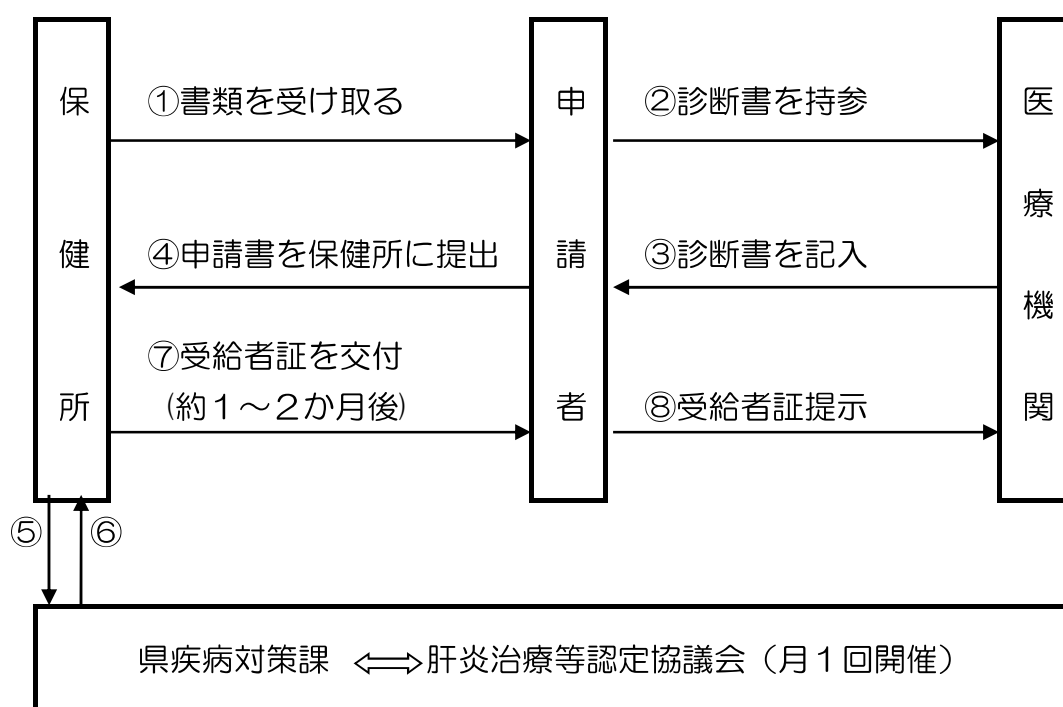 保健所
①書類を受け取る
申請者
②診断書を持参
医療機関
④申請書を保健所に提出
③診断書を記入
⑦受給者証を交付
(約1~2か月後)
⑧受給者証提示
⑤
⑥
県疾病対策課 ⇔肝炎治療等認定協議会(月1回開催)